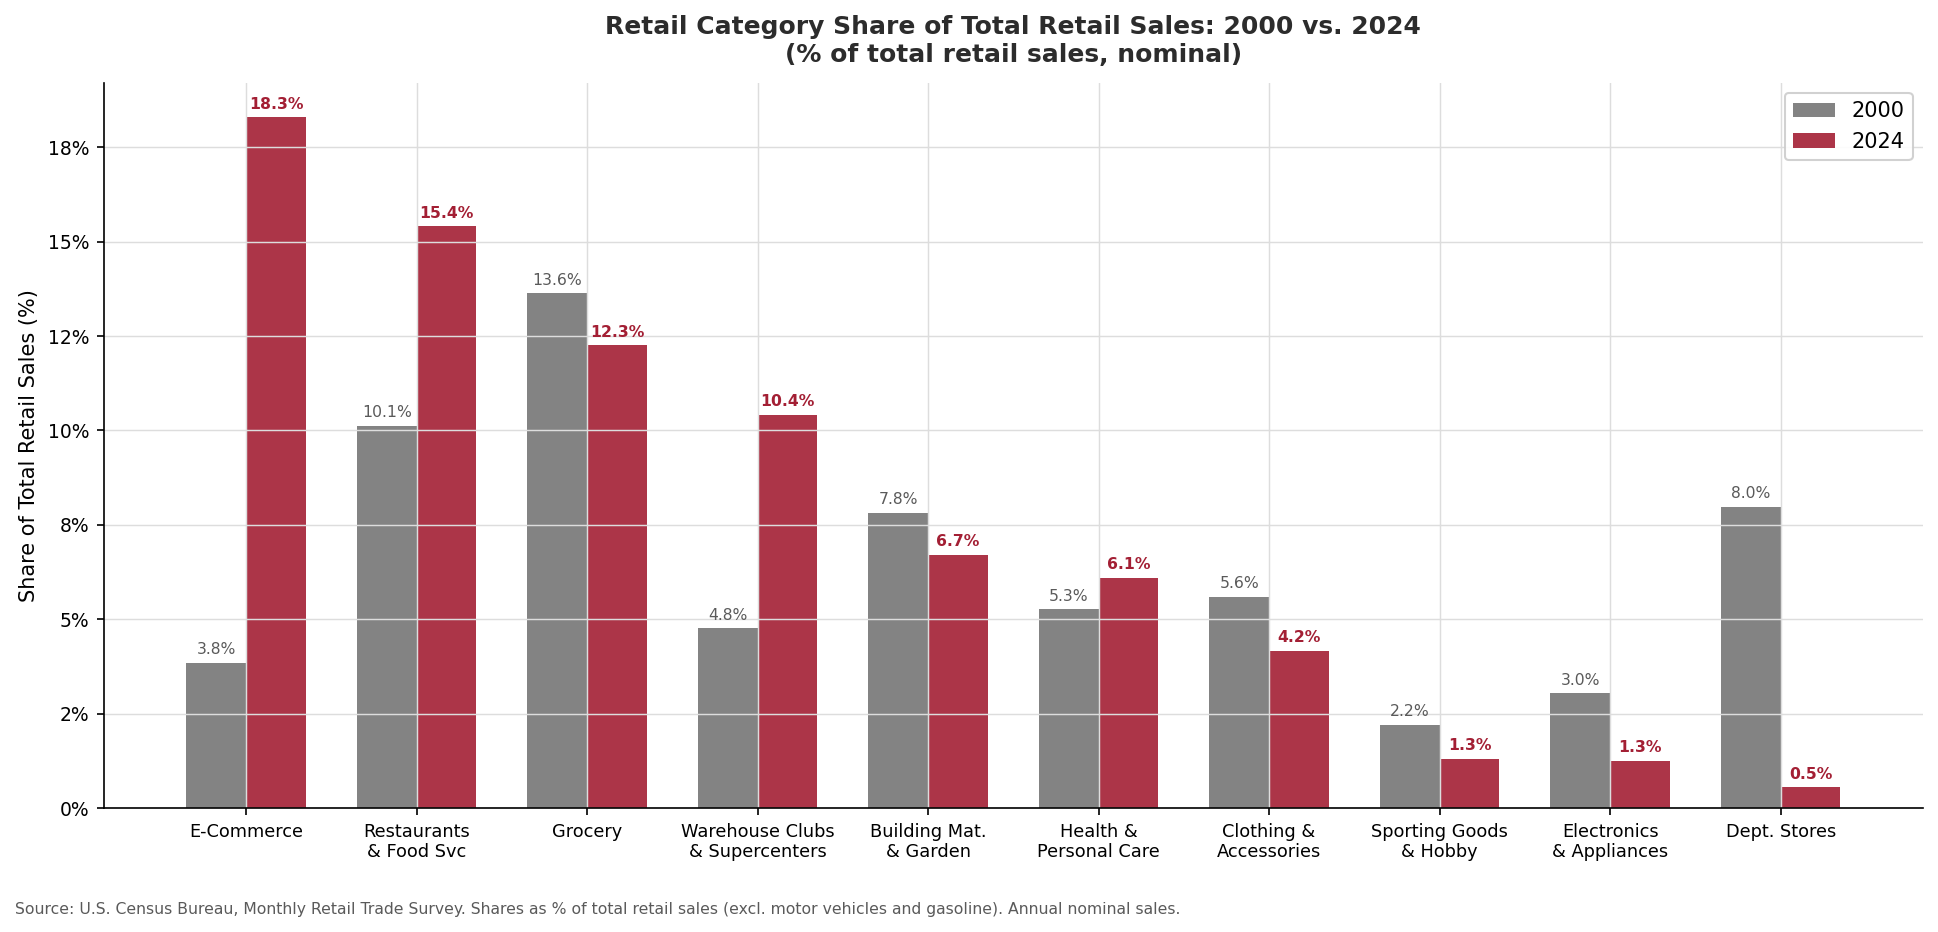 Retail Category Share of Total Retail Sales: 2000 vs. 2024
(% of total retail sales, nominal)
2000
2024
Share of Total Retail Sales (%)
18%
15%
12%
10%
8%
5%
2%
0%
3.8%
18.3%
10.1%
15.4%
13.6%
12.3%
4.8%
10.4%
7.8%
6.7%
5.3%
6.1%
5.6%
4.2%
2.2%
1.3%
3.0%
1.3%
8.0%
0.5%
E-Commerce
Restaurants
& Food Svc
Grocery
Warehouse Clubs
& Supercenters
Building Mat.
& Garden
Health &
Personal Care
Clothing &
Accessories
Sporting Goods
& Hobby
Electronics
& Appliances
Dept. Stores
Source: U.S. Census Bureau, Monthly Retail Trade Survey. Shares as % of total retail sales (excl. motor vehicles and gasoline). Annual nominal sales.